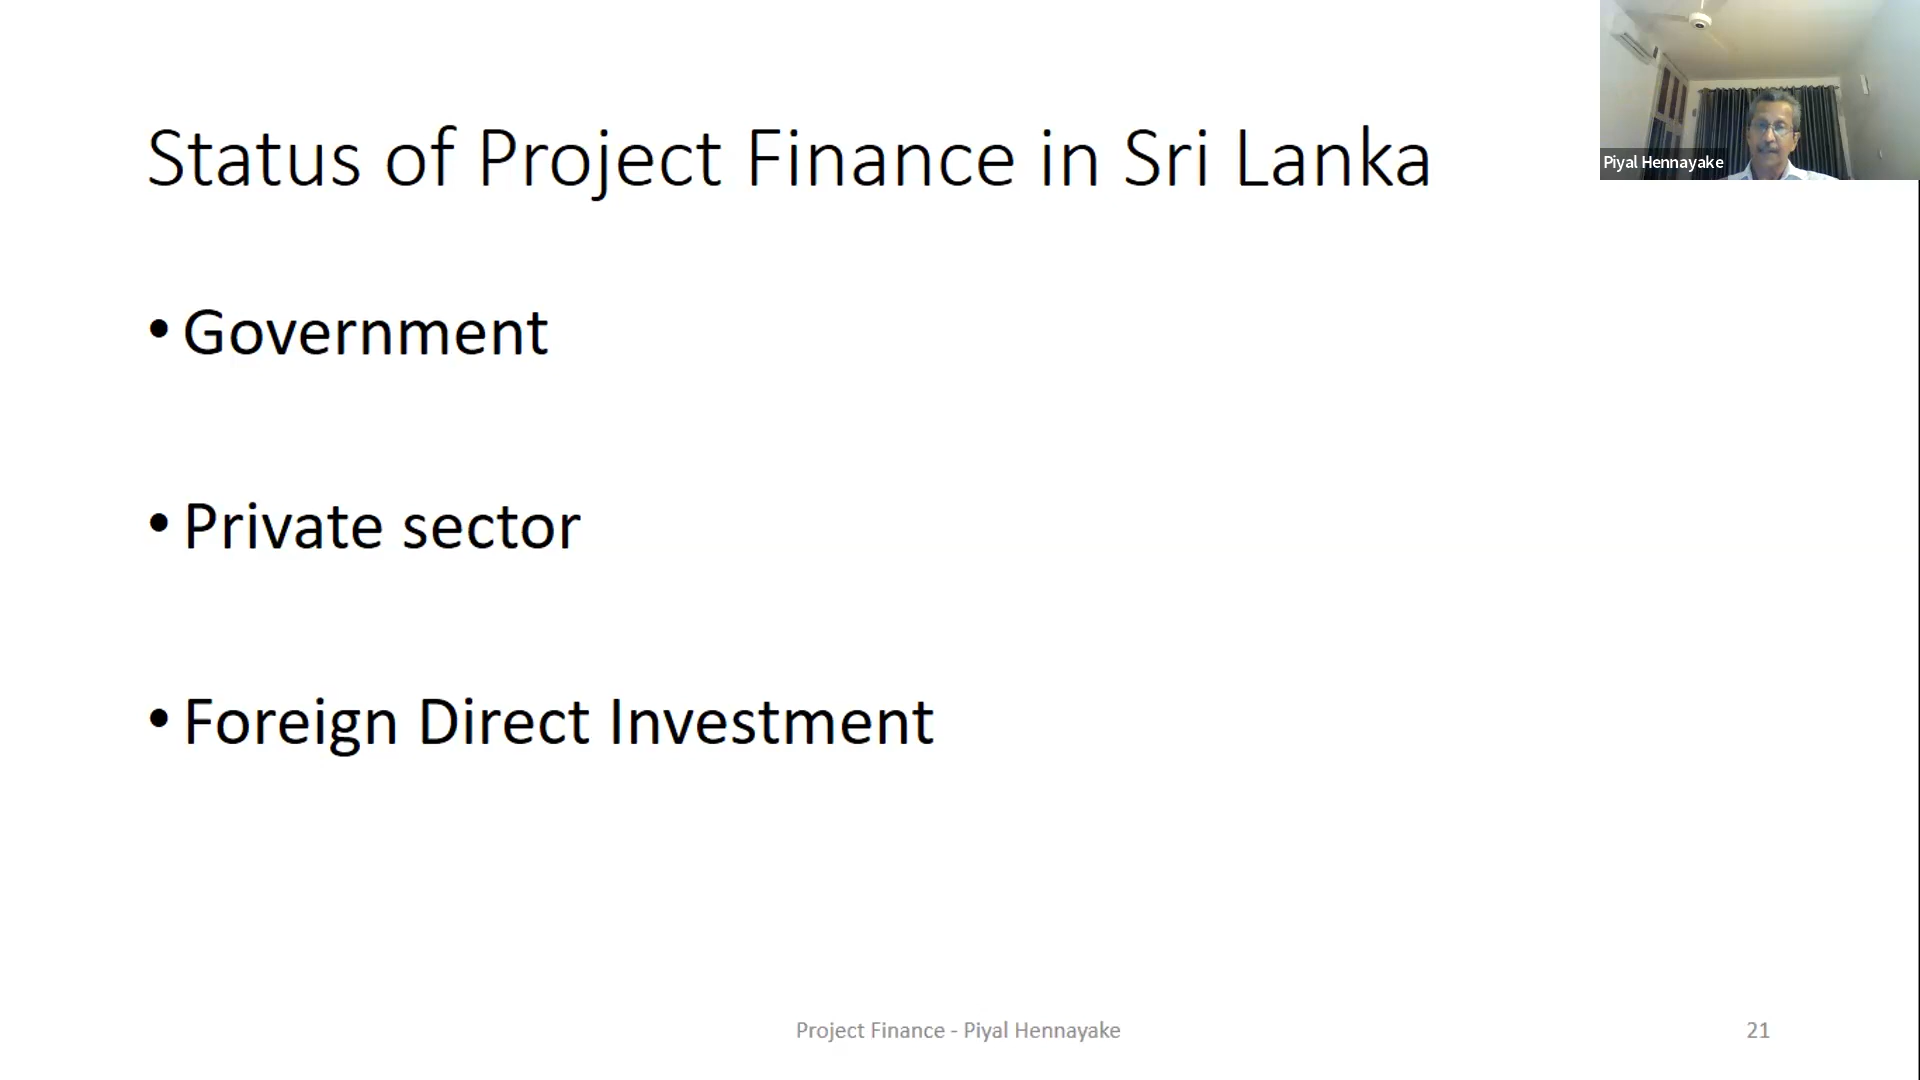 Status of Project Finance in Sri Lanka
Piyal Hennayake
• Government
• Private sector
• Foreign Direct Investment
Project Finance - Piyal Hennayake
21